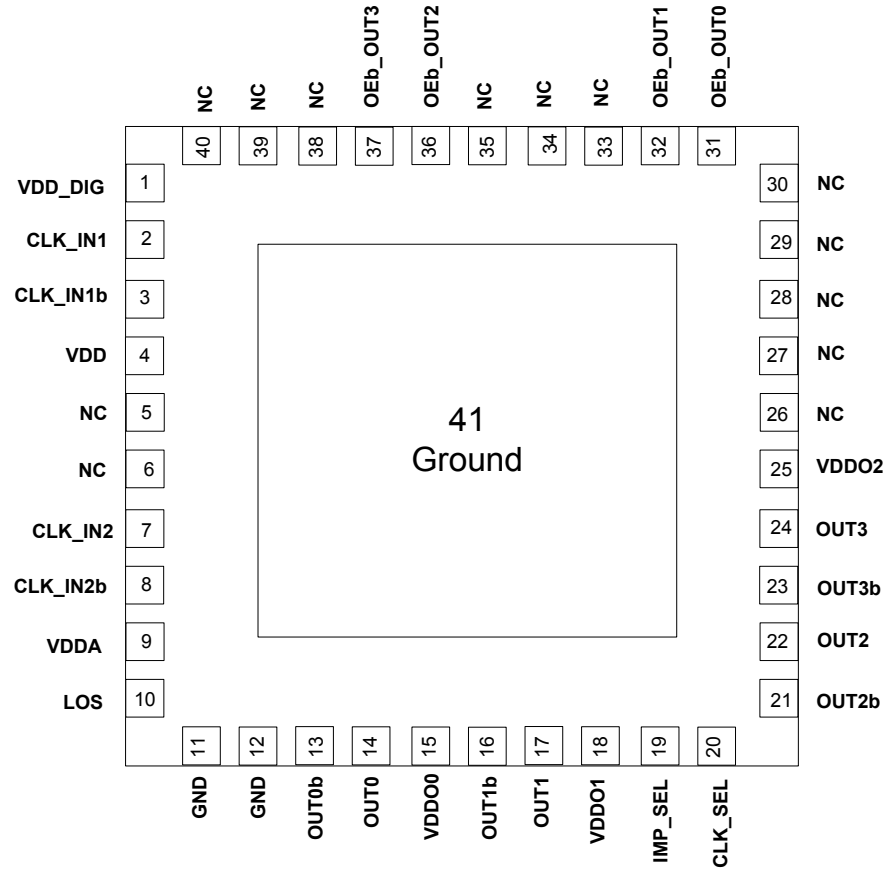 OEb_OUT3
OEb_OUT2
OEb_OUT1
OEb_OUT0
NC
NC
NC
NC
NC
NC
40
39
38
37
36
35
34
33
32
31
VDD_DIG 1
CLK_IN1 2
CLK_IN1b 3
VDD 4
NC 5
NC 6
CLK_IN2 7
CLK_IN2b 8
VDDA 9
LOS 10
41
Ground
30 NC
29 NC
28 NC
27 NC
26 NC
25 VDDO2
24 OUT3
23 OUT3b
22 OUT2
21 OUT2b
11
12
13
14
15
16
17
18
19
20
GND
GND
OUT0b
OUT0
VDDO0
OUT1b
OUT1
VDDO1
IMP_SEL
CLK_SEL